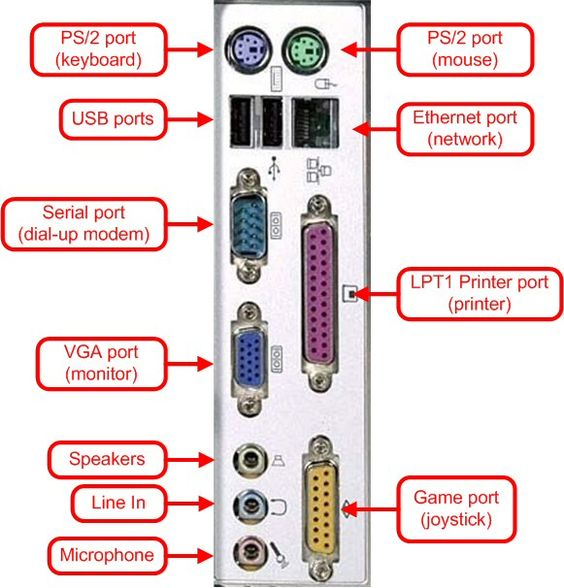 PS/2 port
(keyboard)
PS/2 port
(mouse)
USB ports
Ethernet port
(network)
Serial port
(dial-up modem)
LPT1 Printer port
(printer)
VGA port
(monitor)
Speakers
Line In
Game port
(joystick)
Microphone